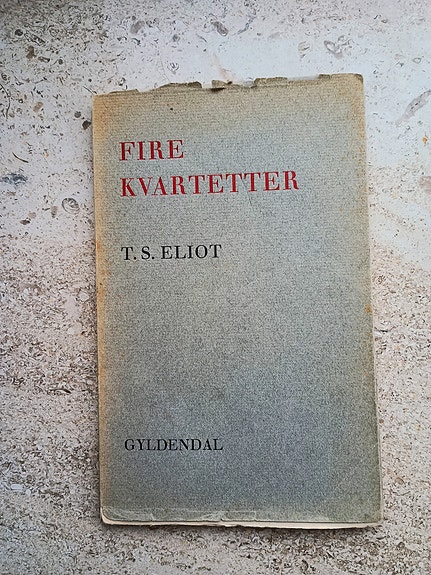 FIRE
KVARTETTER
T. S. ELIOT
GYLDENDAL